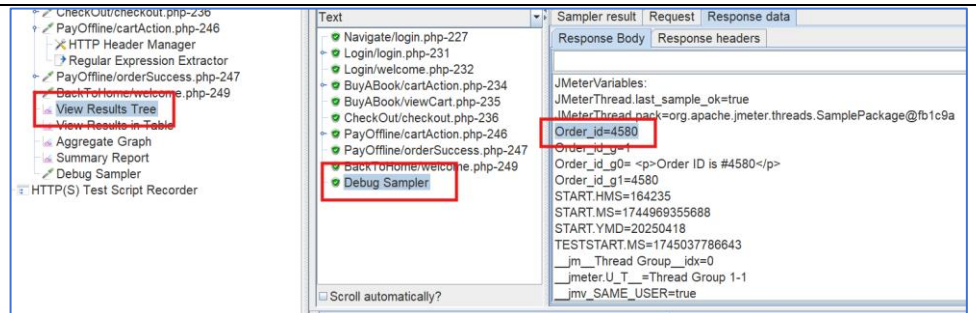 CheckOut/checkout.php-236
PayOffline/cartAction.php-246
HTTP Header Manager
Regular Expression Extractor
PayOffline/orderSuccess.php-247
BackToHome/welcome.php-249
View Results Tree
View Results in Table
Aggregate Graph
Summary Report
Debug Sampler
HTTP(S) Test Script Recorder
Text
Navigate/login.php-227
Login/login.php-231
Login/welcome.php-232
BuyABook/cartAction.php-234
BuyABook/viewCart.php-235
CheckOut/checkout.php-236
PayOffline/cartAction.php-246
PayOffline/orderSuccess.php-247
BackToHome/welcome.php-249
Debug Sampler
Scroll automatically?
Sampler result Request Response data
Response Body Response headers
JMeterVariables:
JMeterThread.last_sample_ok=true
JMeterThread.pack=org.apache.jmeter.threads.SamplePackage@fb1c9a
Order_id=4580
Order_id_g=1
Order_id_g0= <p>Order ID is #4580</p>
Order_id_g1=4580
START.HMS=164235
START.MS=1744969355688
START.YMD=20250418
TESTSTART.MS=1745037786643
__jm__Thread Group__idx=0
__jmeter.U_T__=Thread Group 1-1
__jmv_SAME_USER=true